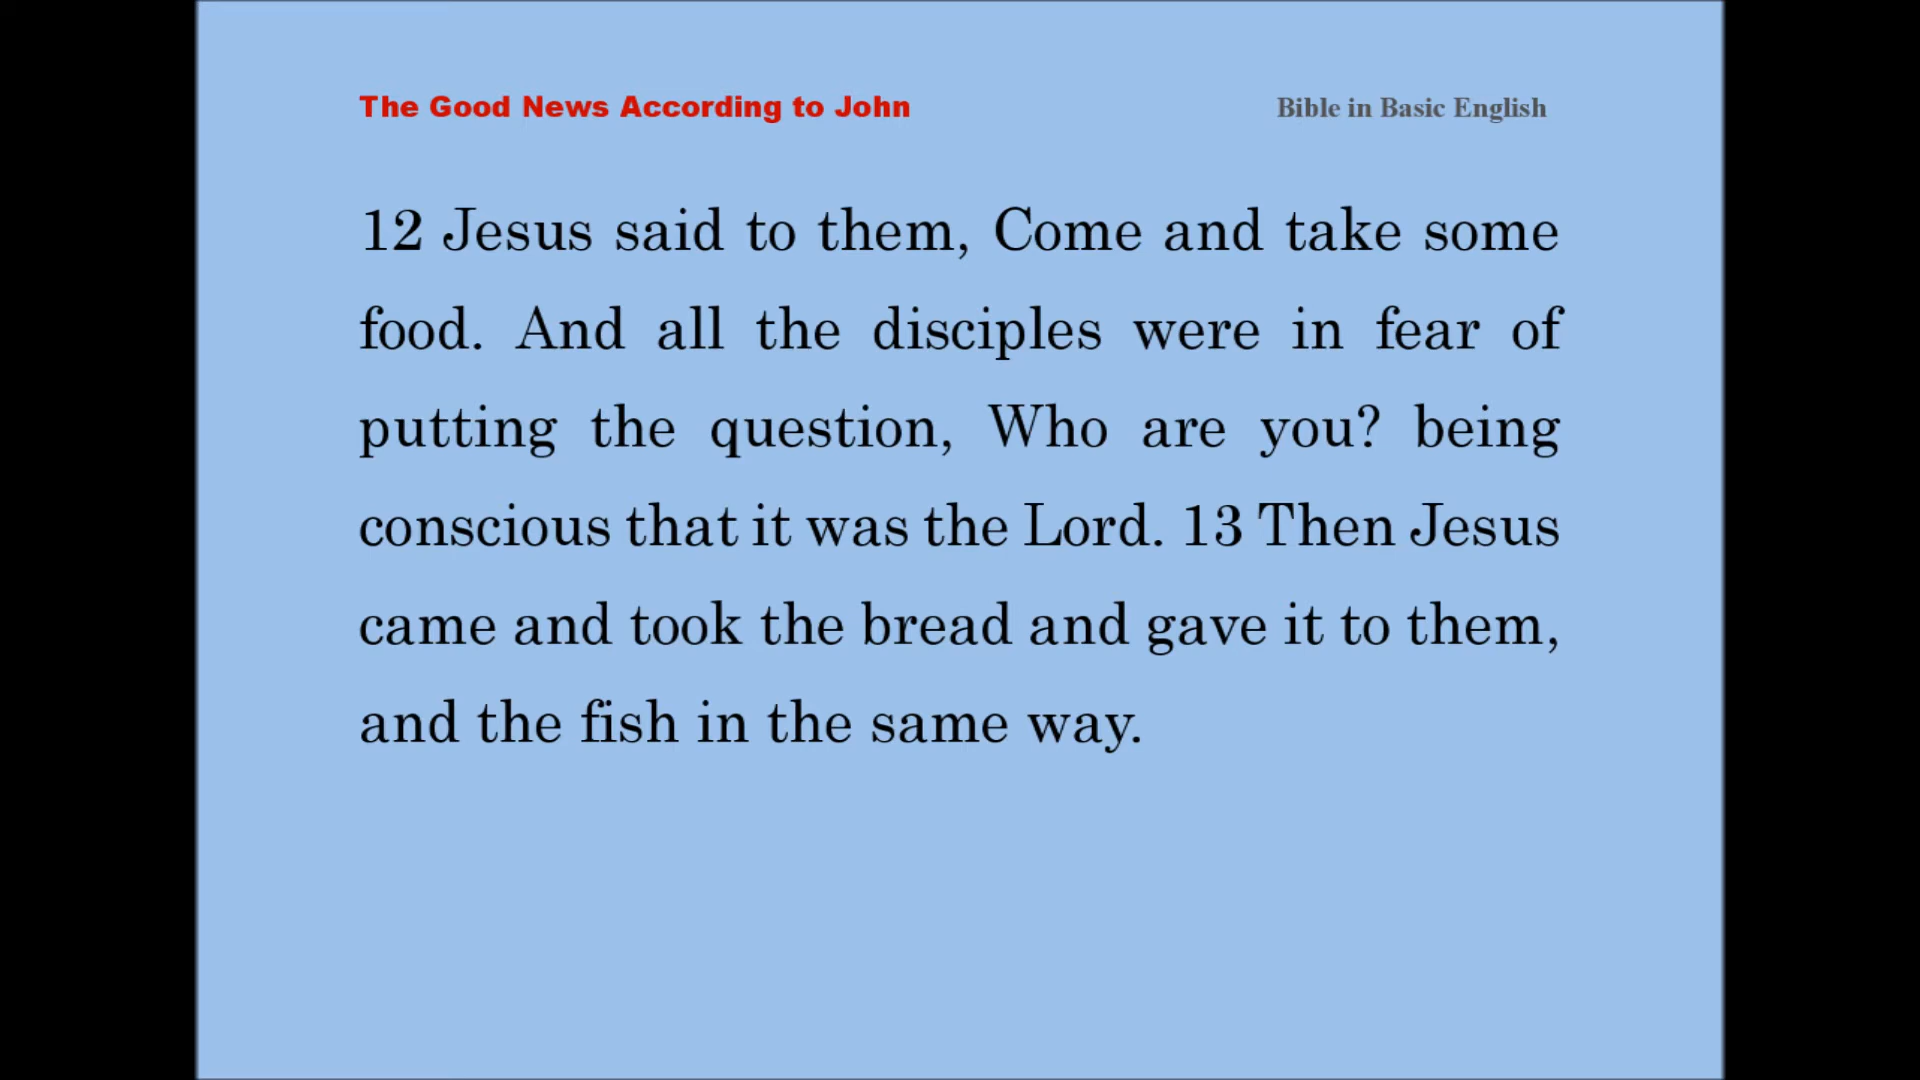 The Good News According to John
Bible in Basic English
12 Jesus said to them, Come and take some
food. And all the disciples were in fear of
putting the question, Who are you? being
conscious that it was the Lord. 13 Then Jesus
came and took the bread and gave it to them,
and the fish in the same way.